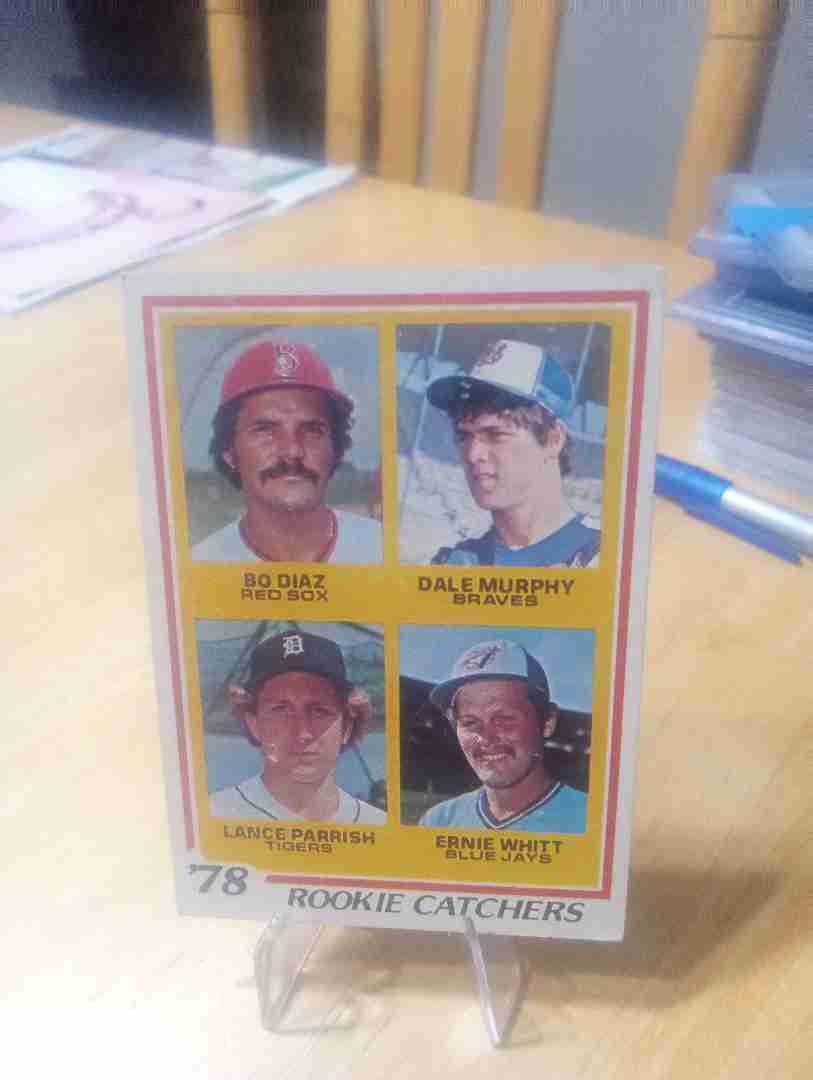 B
D
BO DIAZ
RED SOX
DALE MURPHY
BRAVES
LANCE PARRISH
TIGERS
ERNIE WHITT
BLUE JAYS
'78
ROOKIE CATCHERS